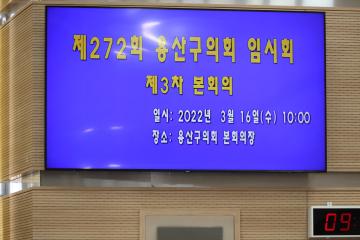 제272회 용산구의회 임시회
제3차 본회의
일시: 2022년 3월 16일(수) 10:00
장소: 용산구의회 본회의장
09